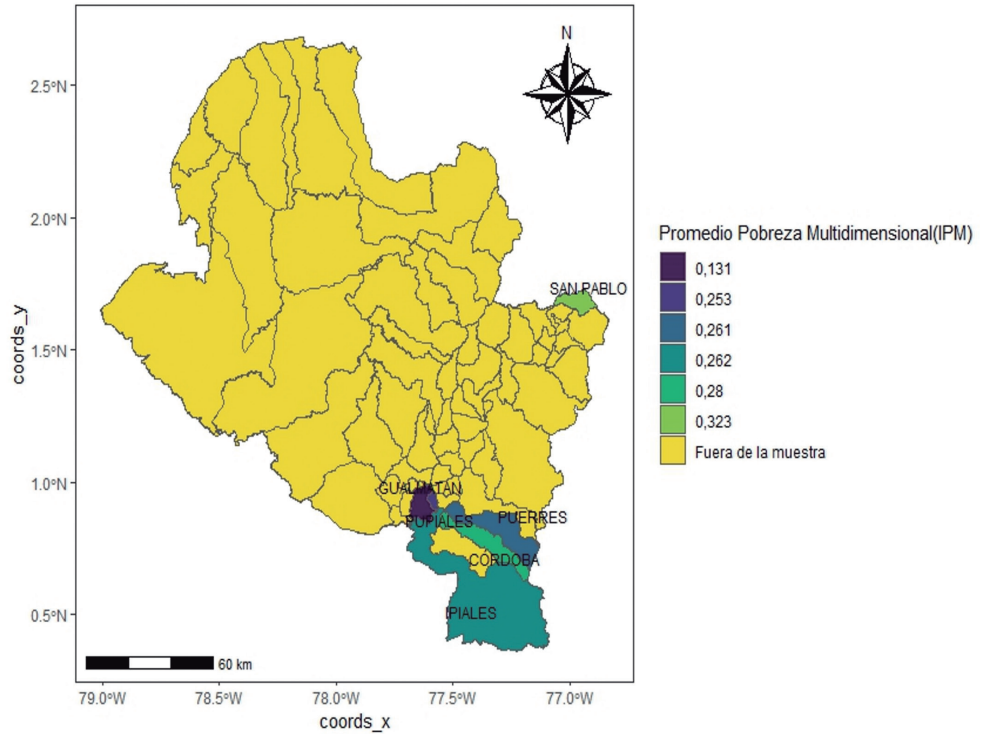 N
2.5°N
2.0°N
1.5°N
1.0°N
0.5°N
coords_y
SAN PABLO
GUALMATÁN
PUPIALES
PUERRES
CÓRDOBA
IPIALES
60 km
79.0°W
78.5°W
78.0°W
77.5°W
77.0°W
coords_x
Promedio Pobreza Multidimensional(IPM)
0,131
0,253
0,261
0,262
0,28
0,323
Fuera de la muestra